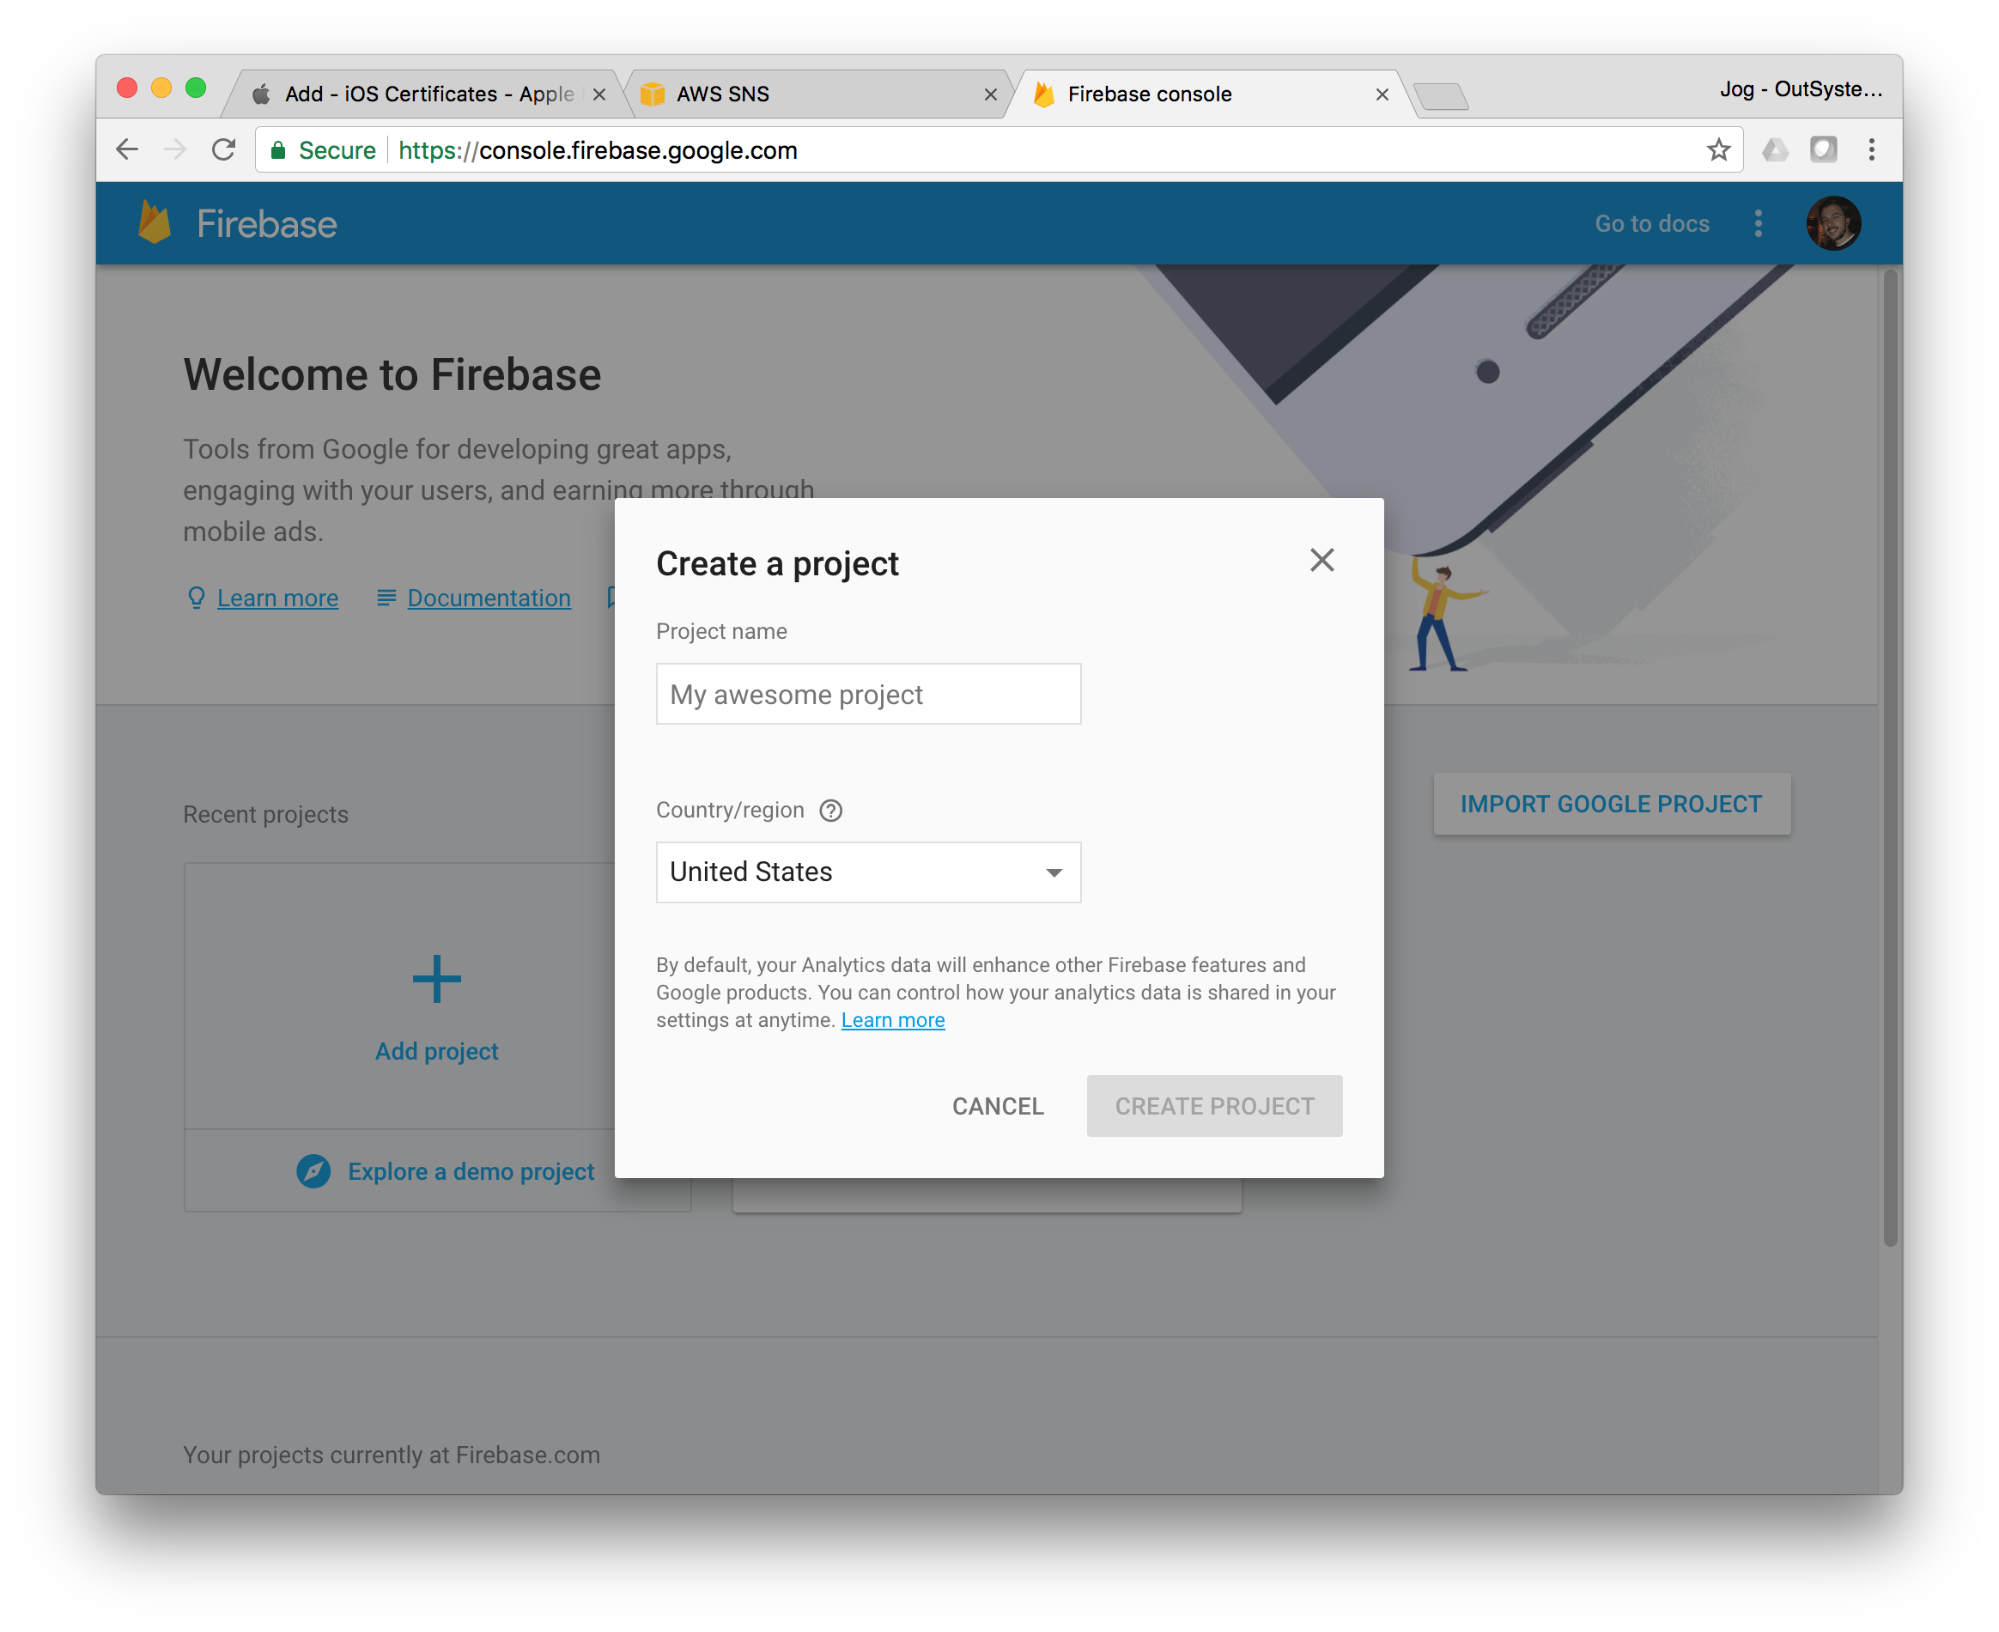 Add - iOS Certificates - Apple
AWS SNS
Firebase console
Jog - OutSyste...
Secure
https://console.firebase.google.com
Firebase
Go to docs
Welcome to Firebase
Tools from Google for developing great apps,
engaging with your users, and earning more through
mobile ads.
Learn more
Documentation
Create a project
Project name
My awesome project
Country/region
United States
By default, your Analytics data will enhance other Firebase features and
Google products. You can control how your analytics data is shared in your
settings at anytime. Learn more
CANCEL
CREATE PROJECT
Recent projects
IMPORT GOOGLE PROJECT
Add project
Explore a demo project
Your projects currently at Firebase.com